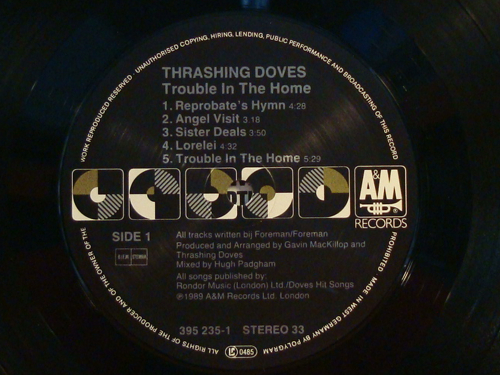 WORK REPRODUCED RESERVED · UNAUTHORISED COPYING, HIRING, LENDING, PUBLIC PERFORMANCE AND BROADCASTING OF THIS RECORD PROHIBITED
THRASHING DOVES
Trouble In The Home
1. Reprobate's Hymn 4:28
2. Angel Visit 3.18
3. Sister Deals 3:50
4. Lorelei 4:32
5. Trouble In The Home 5:29
A&M
®
RECORDS
SIDE 1
All tracks written bij Foreman/Foreman
Produced and Arranged by Gavin MacKillop and
Thrashing Doves
Mixed by Hugh Padgham
All songs published by:
Rondor Music (London) Ltd./Doves Hit Songs
℗1989 A&M Records Ltd. London
395 235-1 STEREO 33
ALL RIGHTS OF THE PRODUCER AND OF THE OWNER OF THE
LC 0485
MADE IN WEST GERMANY BY POLYGRAM